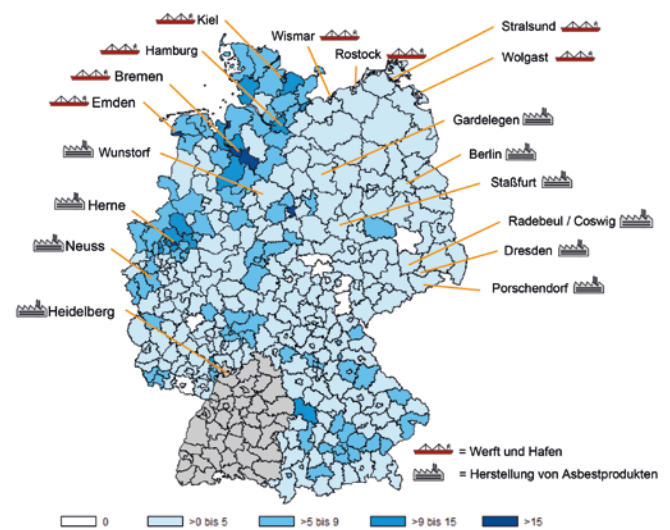 Kiel
Wismar
Stralsund
Hamburg
Rostock
Wolgast
Bremen
Emden
Gardelegen
Wunstorf
Berlin
Staßfurt
Herne
Radebeul / Coswig
Neuss
Dresden
Porschendorf
Heidelberg
= Werft und Hafen
= Herstellung von Asbestprodukten
0
>0 bis 5
>5 bis 9
>9 bis 15
>15